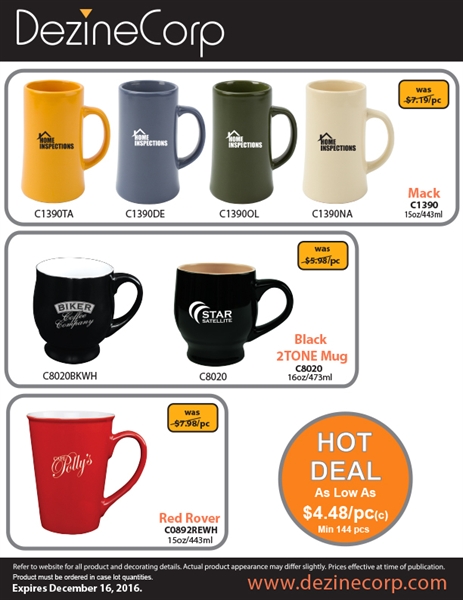 DezineCorp
was
$7.19/pc
HOME
INSPECTIONS
HOME
INSPECTIONS
HOME
INSPECTIONS
HOME
INSPECTIONS
Mack
C1390
15oz/443ml
C1390TA
C1390DE
C1390OL
C1390NA
was
$5.98/pc
BIKER
Coffee
Company
STAR
SATELLITE
Black
2TONE Mug
C8020
16oz/473ml
C8020BKWH
C8020
was
$7.98/pc
Polly's
Red Rover
C0892REWH
15oz/443ml
HOT
DEAL
As Low As
$4.48/pc(c)
Min 144 pcs
Refer to website for all product and decorating details. Actual product appearance may differ slightly. Prices effective at time of publication.
Product must be ordered in case lot quantities.
Expires December 16, 2016.
www.dezinecorp.com